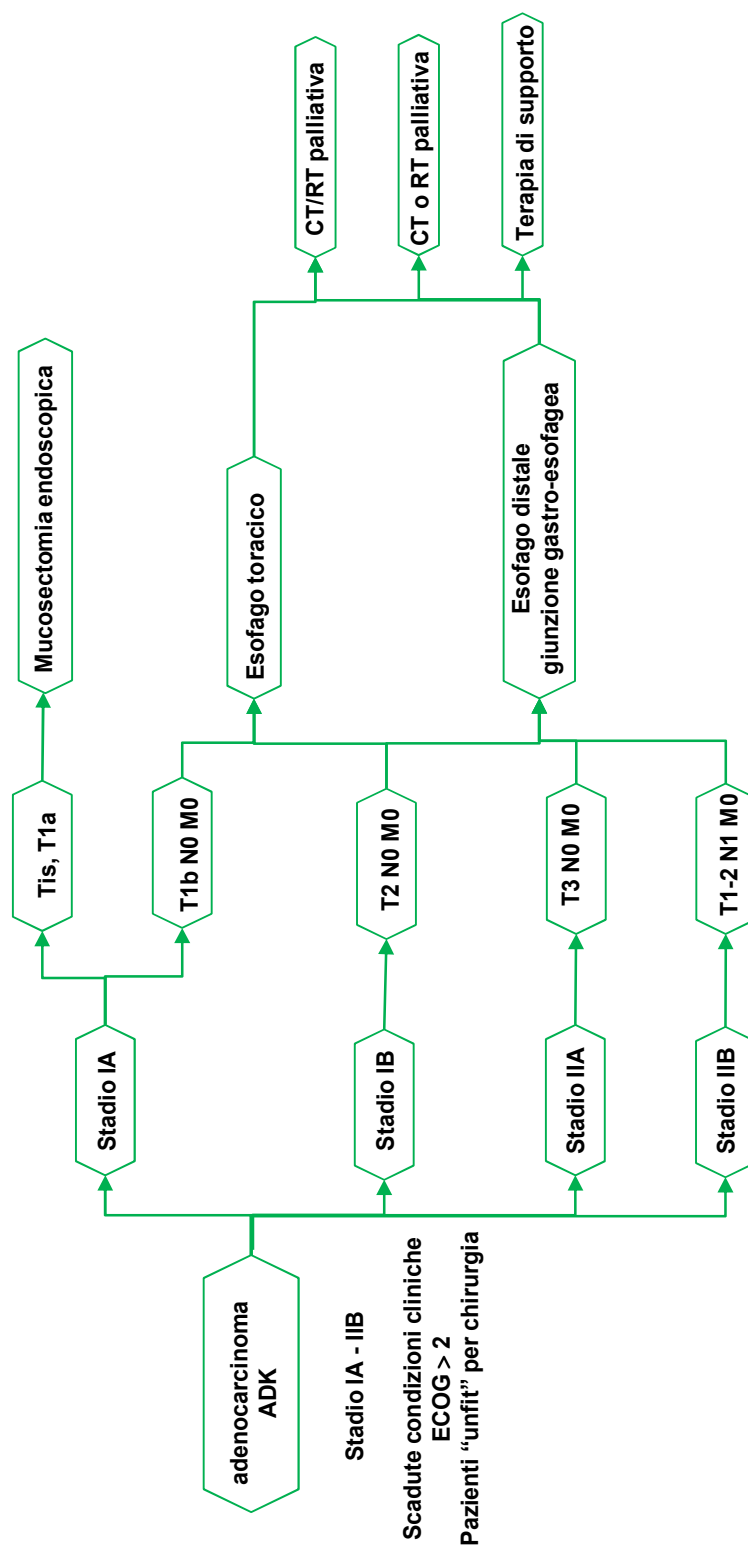 adenocarcinoma
ADK
Stadio IA - IIB
Scadute condizioni cliniche
ECOG > 2
Pazienti “unfit” per chirurgia
Stadio IA
Stadio IB
Stadio IIA
Stadio IIB
Tis, T1a
T1b N0 M0
T2 N0 M0
T3 N0 M0
T1-2 N1 M0
Mucosectomia endoscopica
Esofago toracico
Esofago distale
giunzione gastro-esofagea
CT/RT palliativa
CT o RT palliativa
Terapia di supporto